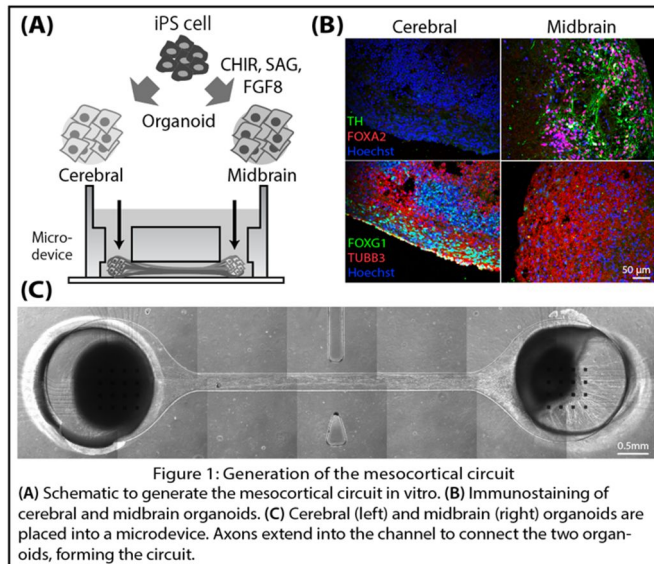 (A)
iPS cell
CHIR, SAG,
FGF8
Organoid
Cerebral
Midbrain
Micro-
device
(B)
Cerebral
Midbrain
TH
FOXA2
Hoechst
FOXG1
TUBB3
Hoechst
50 μm
(C)
0.5mm
Figure 1: Generation of the mesocortical circuit
(A) Schematic to generate the mesocortical circuit in vitro. (B) Immunostaining of
cerebral and midbrain organoids. (C) Cerebral (left) and midbrain (right) organoids are
placed into a microdevice. Axons extend into the channel to connect the two organ-
oids, forming the circuit.